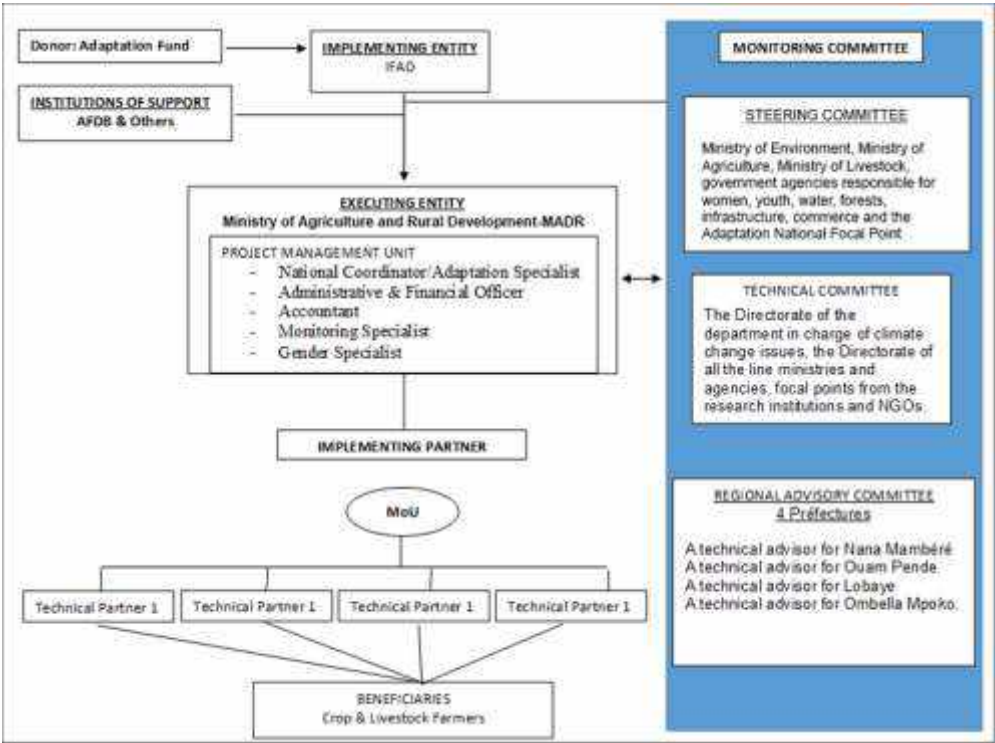 Donor: Adaptation Fund
IMPLEMENTING ENTITY
IFAD
INSTITUTIONS OF SUPPORT
AFDB & Others
EXECUTING ENTITY
Ministry of Agriculture and Rural Development-MADR
PROJECT MANAGEMENT UNIT
- National Coordinator/Adaptation Specialist
- Administrative & Financial Officer
- Accountant
- Monitoring Specialist
- Gender Specialist
IMPLEMENTING PARTNER
MoU
Technical Partner 1
Technical Partner 1
Technical Partner 1
Technical Partner 1
BENEFICIARIES
Crop & Livestock Farmers
MONITORING COMMITTEE
STEERING COMMITTEE
Ministry of Environment, Ministry of
Agriculture, Ministry of Livestock,
government agencies responsible for
women, youth, water, forests,
infrastructure, commerce and the
Adaptation National Focal Point
TECHNICAL COMMITTEE
The Directorate of the
department in charge of climate
change issues, the Directorate of
all the line ministries and
agencies, focal points from the
research institutions and NGOs
REGIONAL ADVISORY COMMITTEE
4 Préfectures
A technical advisor for Nana Mambéré
A technical advisor for Ouam Pende
A technical advisor for Lobaye
A technical advisor for Ombella Mpoko.